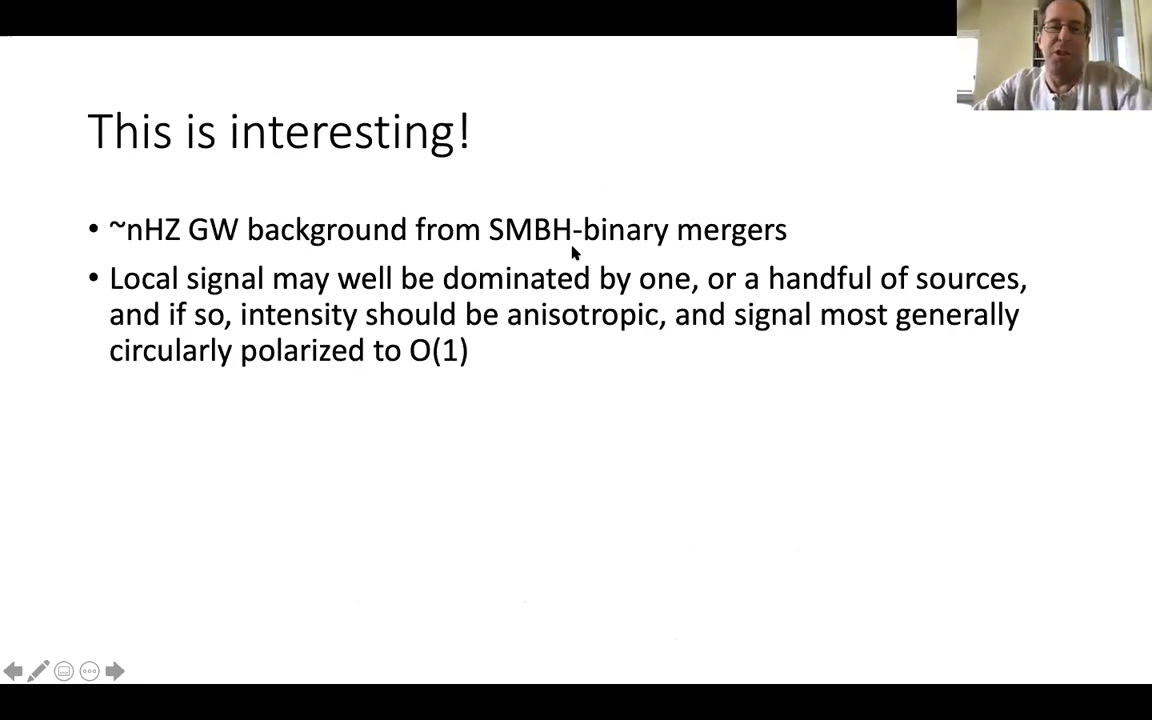 This is interesting!
• ~nHZ GW background from SMBH-binary mergers
• Local signal may well be dominated by one, or a handful of sources,
and if so, intensity should be anisotropic, and signal most generally
circularly polarized to O(1)